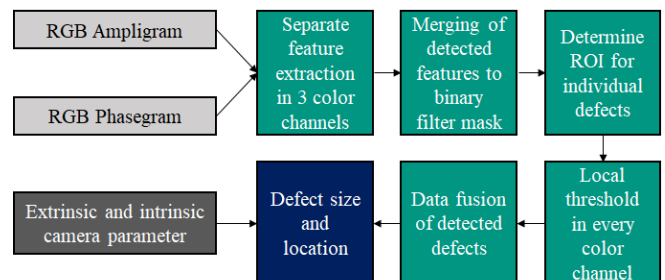 RGB Ampligram
RGB Phasegram
Separate
feature
extraction
in 3 color
channels
Merging of
detected
features to
binary
filter mask
Determine
ROI for
individual
defects
Extrinsic and intrinsic
camera parameter
Defect size
and
location
Data fusion
of detected
defects
Local
threshold
in every
color
channel